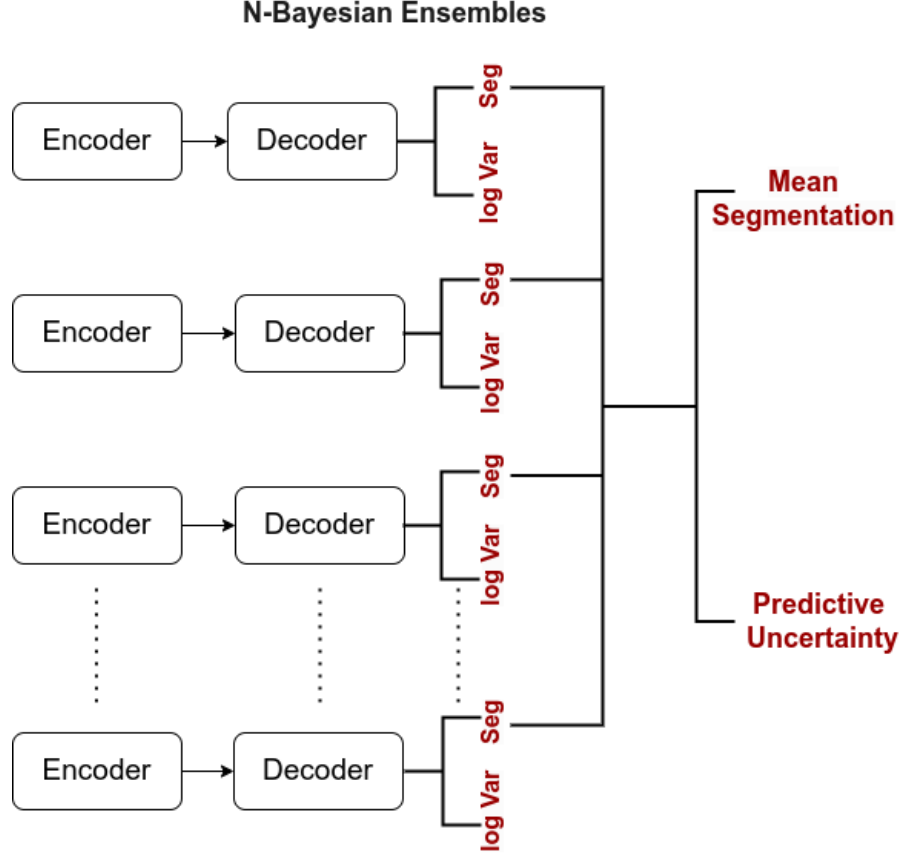 N-Bayesian Ensembles
Encoder
Decoder
Seg
log Var
Encoder
Decoder
Seg
log Var
Encoder
Decoder
Seg
log Var
Encoder
Decoder
Seg
log Var
Mean
Segmentation
Predictive
Uncertainty